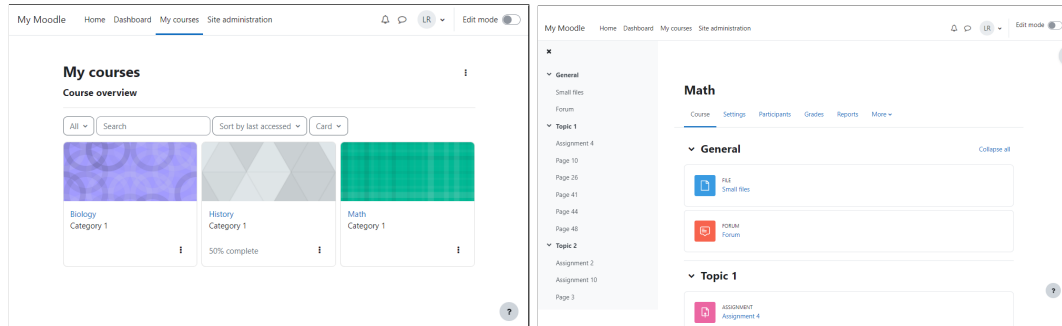 My Moodle Home Dashboard My courses Site administration LR Edit mode
My courses
Course overview
All Search Sort by last accessed Card
Biology History Math
Category 1 Category 1 Category 1
50% complete
?
My Moodle Home Dashboard My courses Site administration LR Edit mode
General
Small files
Forum
Topic 1
Assignment 4
Page 10
Page 26
Page 41
Page 44
Page 48
Topic 2
Assignment 2
Assignment 10
Page 3
Math
Course Settings Participants Grades Reports More
General Collapse all
FILE
Small files
FORUM
Forum
Topic 1
ASSIGNMENT
Assignment 4
?